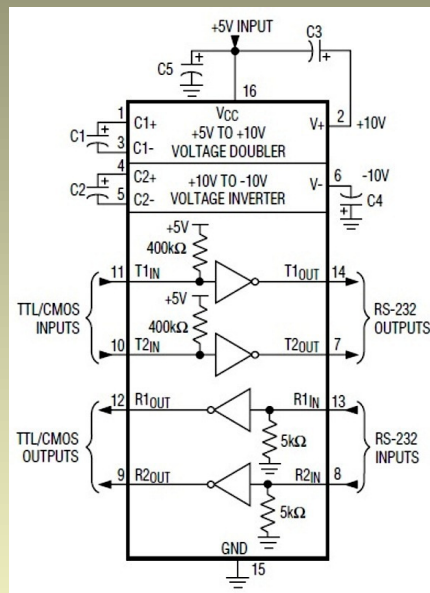 +5V INPUT
C3
C5
16
1
C1+
VCC
V+
2
+10V
+5V TO +10V
VOLTAGE DOUBLER
C1
3
C1-
4
C2+
+10V TO -10V
VOLTAGE INVERTER
V-
6
-10V
C2
5
C2-
C4
+5V
400kΩ
11
T1IN
T1OUT
14
TTL/CMOS
INPUTS
+5V
400kΩ
RS-232
OUTPUTS
10
T2IN
T2OUT
7
12
R1OUT
R1IN
13
TTL/CMOS
OUTPUTS
5kΩ
RS-232
INPUTS
9
R2OUT
R2IN
8
5kΩ
GND
15